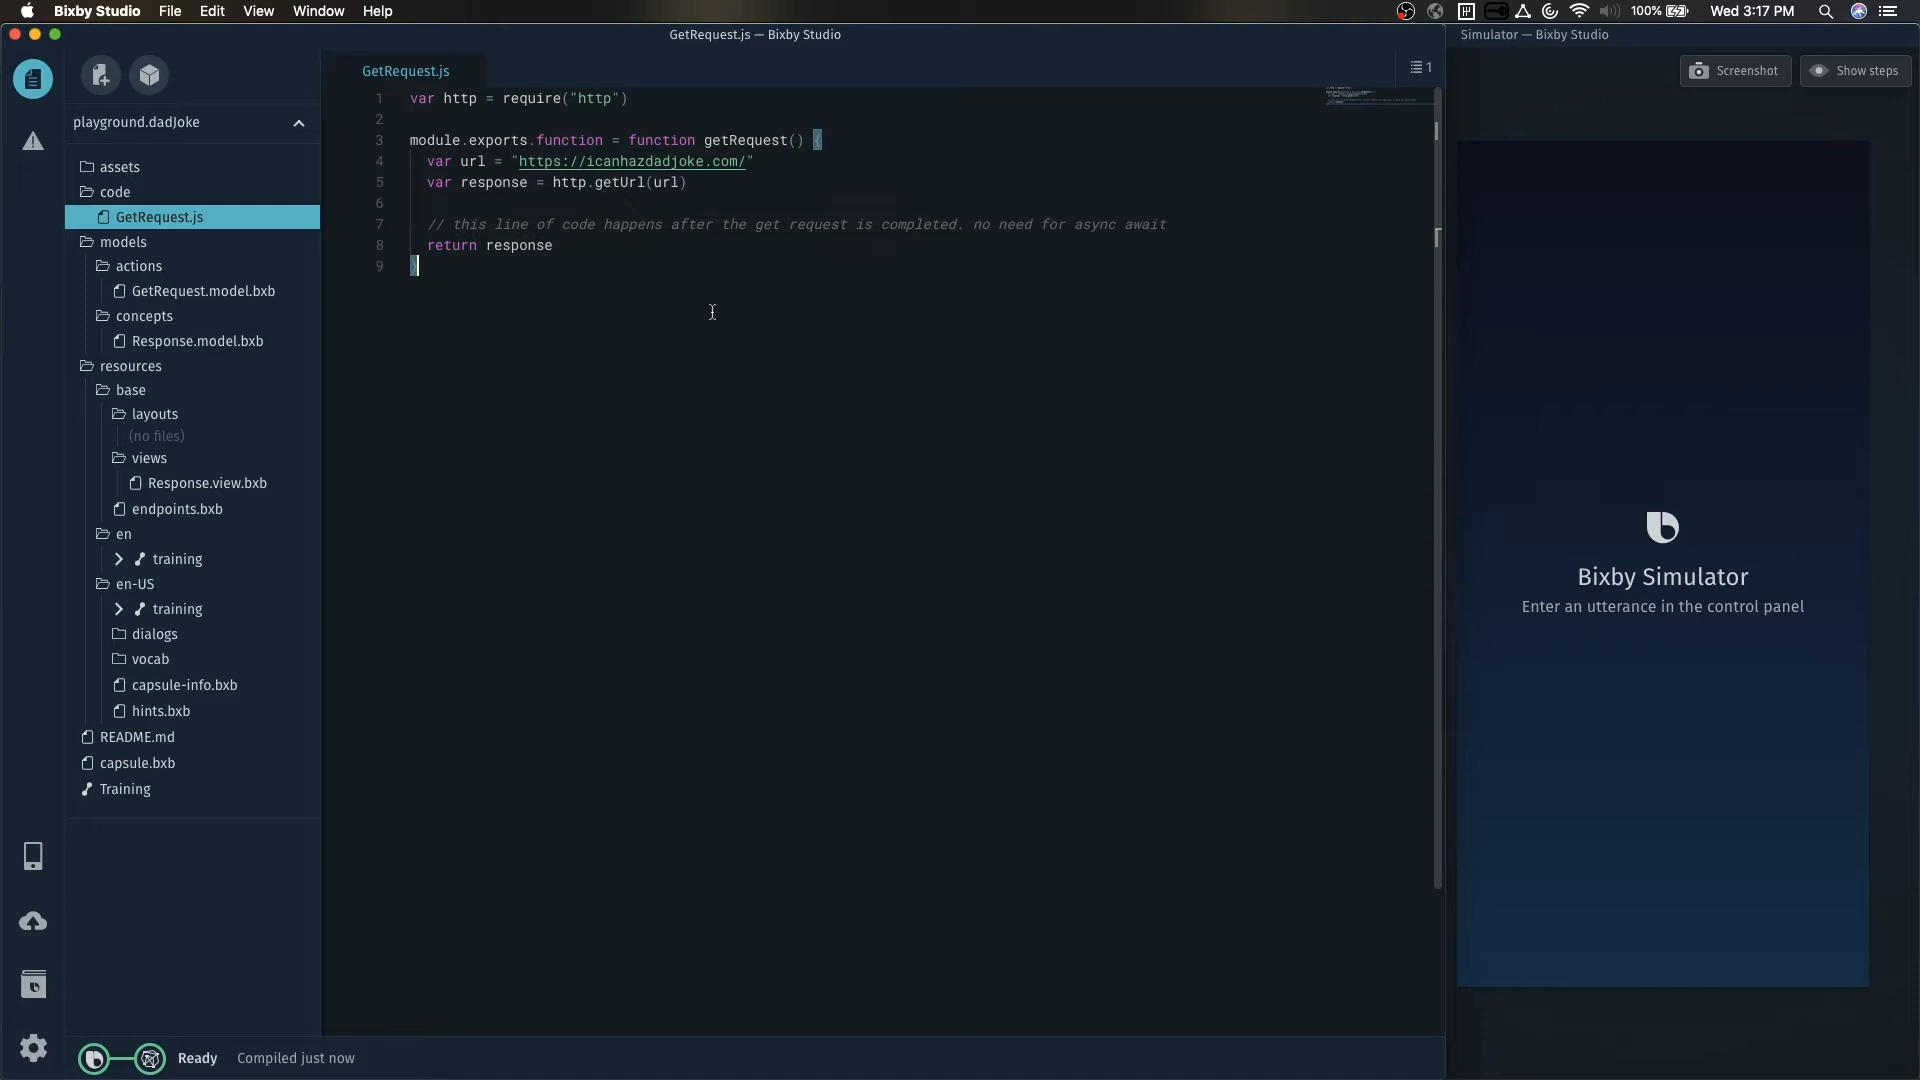 Bixby Studio File Edit View Window Help
100% Wed 3:17 PM
GetRequest.js — Bixby Studio
Simulator — Bixby Studio
GetRequest.js
1
Screenshot
Show steps
playground.dadJoke
assets
code
GetRequest.js
models
actions
GetRequest.model.bxb
concepts
Response.model.bxb
resources
base
layouts
(no files)
views
Response.view.bxb
endpoints.bxb
en
training
en-US
training
dialogs
vocab
capsule-info.bxb
hints.bxb
README.md
capsule.bxb
Training
1 var http = require("http")
2
3 module.exports.function = function getRequest() {
4 var url = "https://icanhazdadjoke.com/"
5 var response = http.getUrl(url)
6
7 // this line of code happens after the get request is completed. no need for async await
8 return response
9 }
Bixby Simulator
Enter an utterance in the control panel
Ready Compiled just now